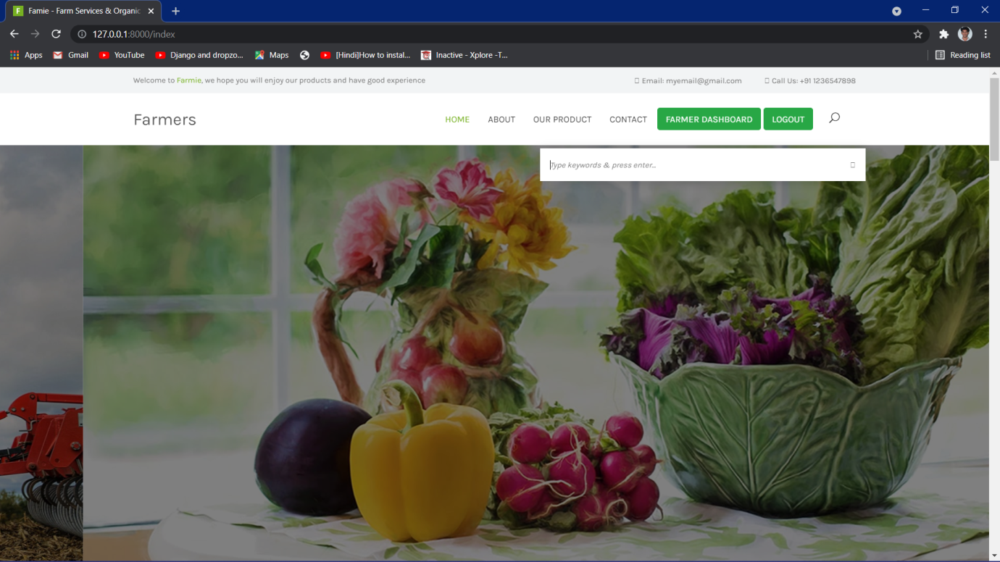 F Famie - Farm Services & Organic
127.0.0.1:8000/index
Apps Gmail YouTube Django and dropzo... Maps [Hindi]How to instal... Inactive - Xplore -T... Reading list
Welcome to Farmie, we hope you will enjoy our products and have good experience Email: myemail@gmail.com Call Us: +91 1236547898
Farmers HOME ABOUT OUR PRODUCT CONTACT FARMER DASHBOARD LOGOUT
Type keywords & press enter...